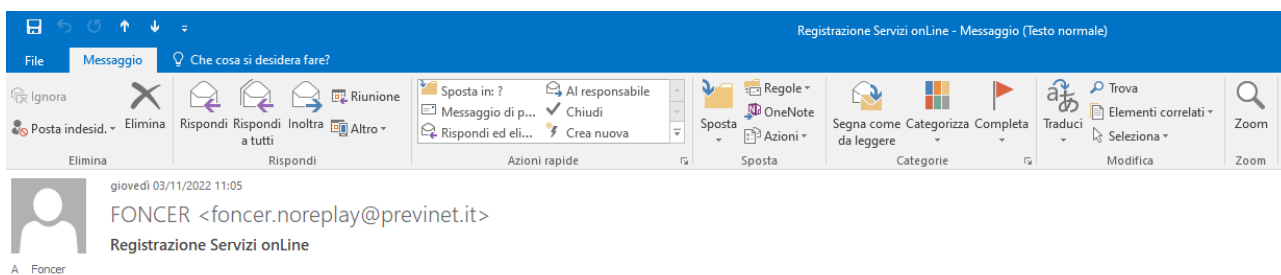 Registrazione Servizi onLine - Messaggio (Testo normale)
File Messaggio Che cosa si desidera fare?
Ignora
Posta indesid.
Elimina
Elimina
Rispondi Rispondi a tutti Inoltra
Riunione
Altro
Rispondi
Sposta in: ? Al responsabile
Messaggio di p... Chiudi
Rispondi ed eli... Crea nuova
Azioni rapide
Sposta
Regole
OneNote
Azioni
Sposta
Segna come da leggere Categorizza Completa
Categorie
Traduci
Trova
Elementi correlati
Seleziona
Modifica
Zoom
Zoom
giovedì 03/11/2022 11:05
FONCER <foncer.noreplay@previnet.it>
Registrazione Servizi onLine
A Foncer